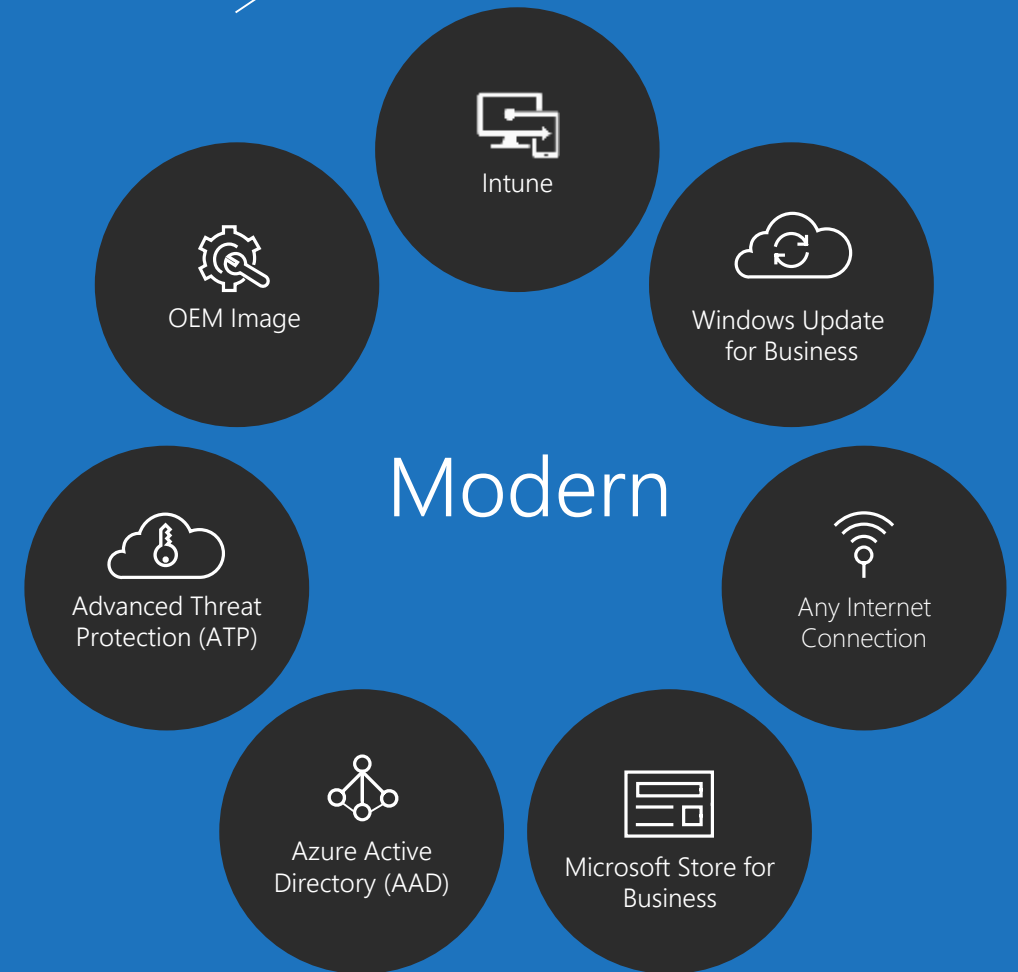 Intune
OEM Image
Windows Update
for Business
Modern
Advanced Threat
Protection (ATP)
Any Internet
Connection
Azure Active
Directory (AAD)
Microsoft Store for
Business